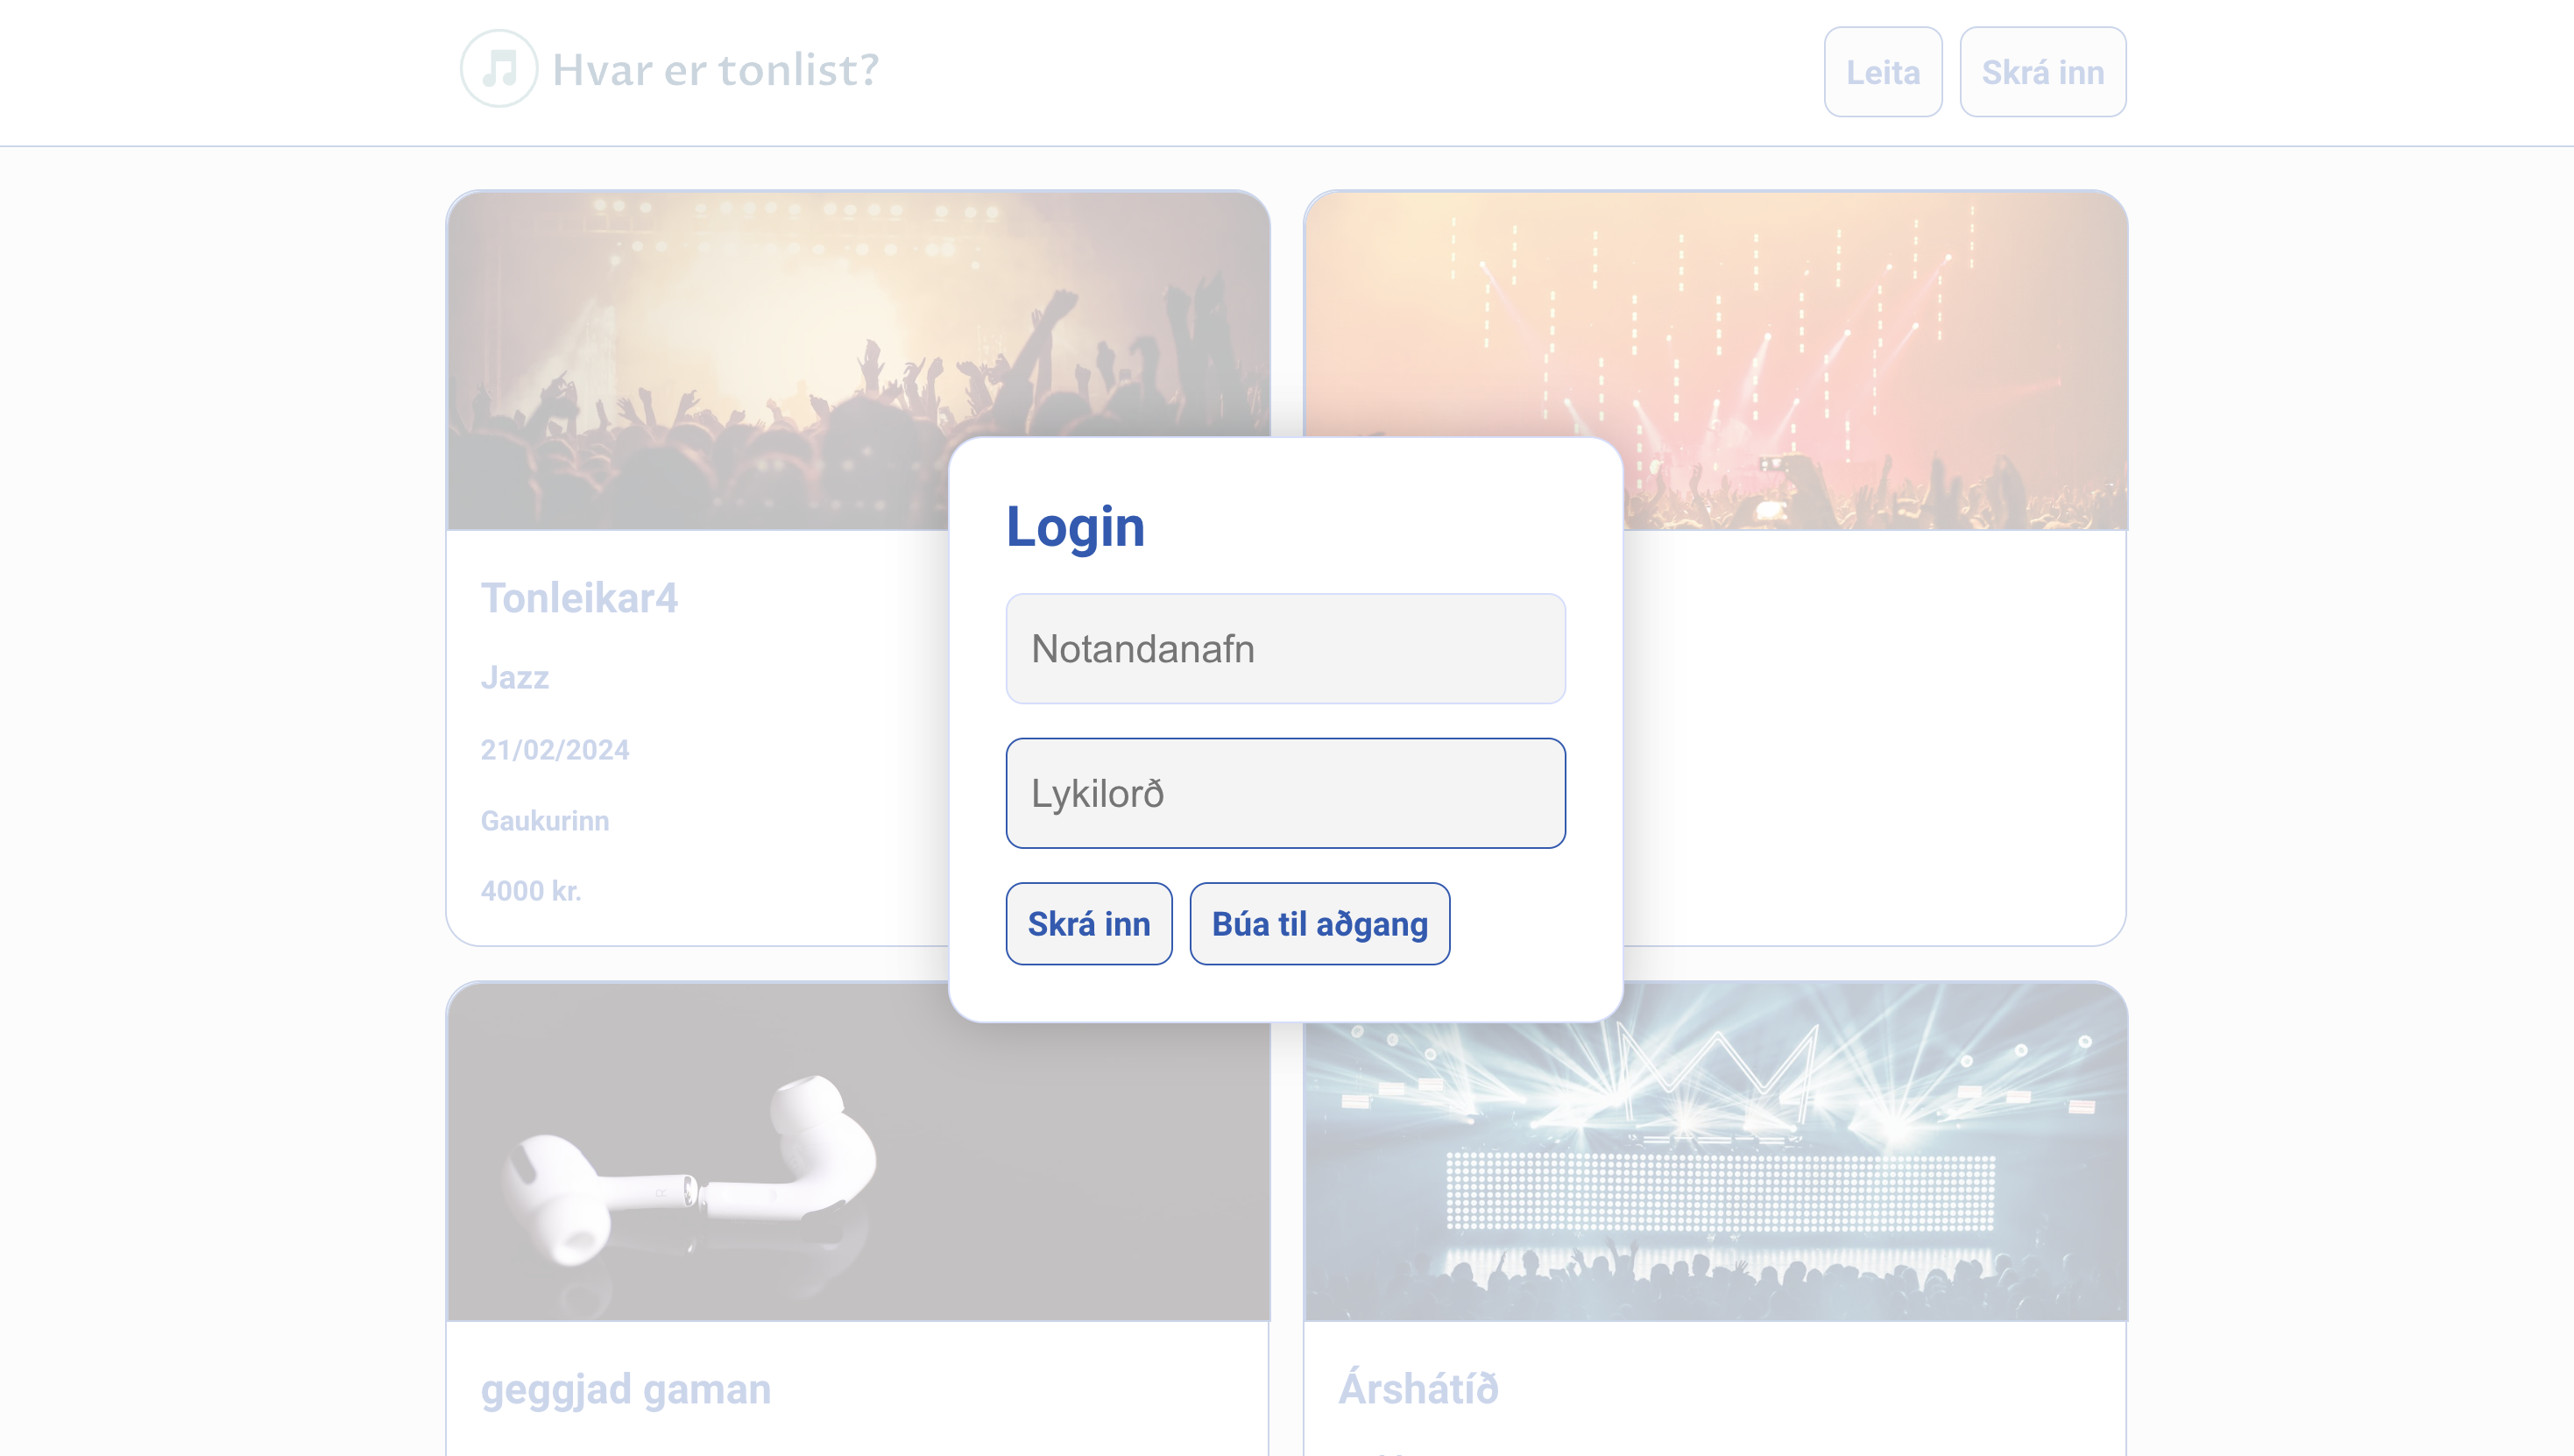 Hvar er tonlist?
Leita
Skrá inn
Tonleikar4
Jazz
21/02/2024
Gaukurinn
4000 kr.
Login
Notandanafn
Lykilorð
Skrá inn
Búa til aðgang
geggjad gaman
Árshátíð